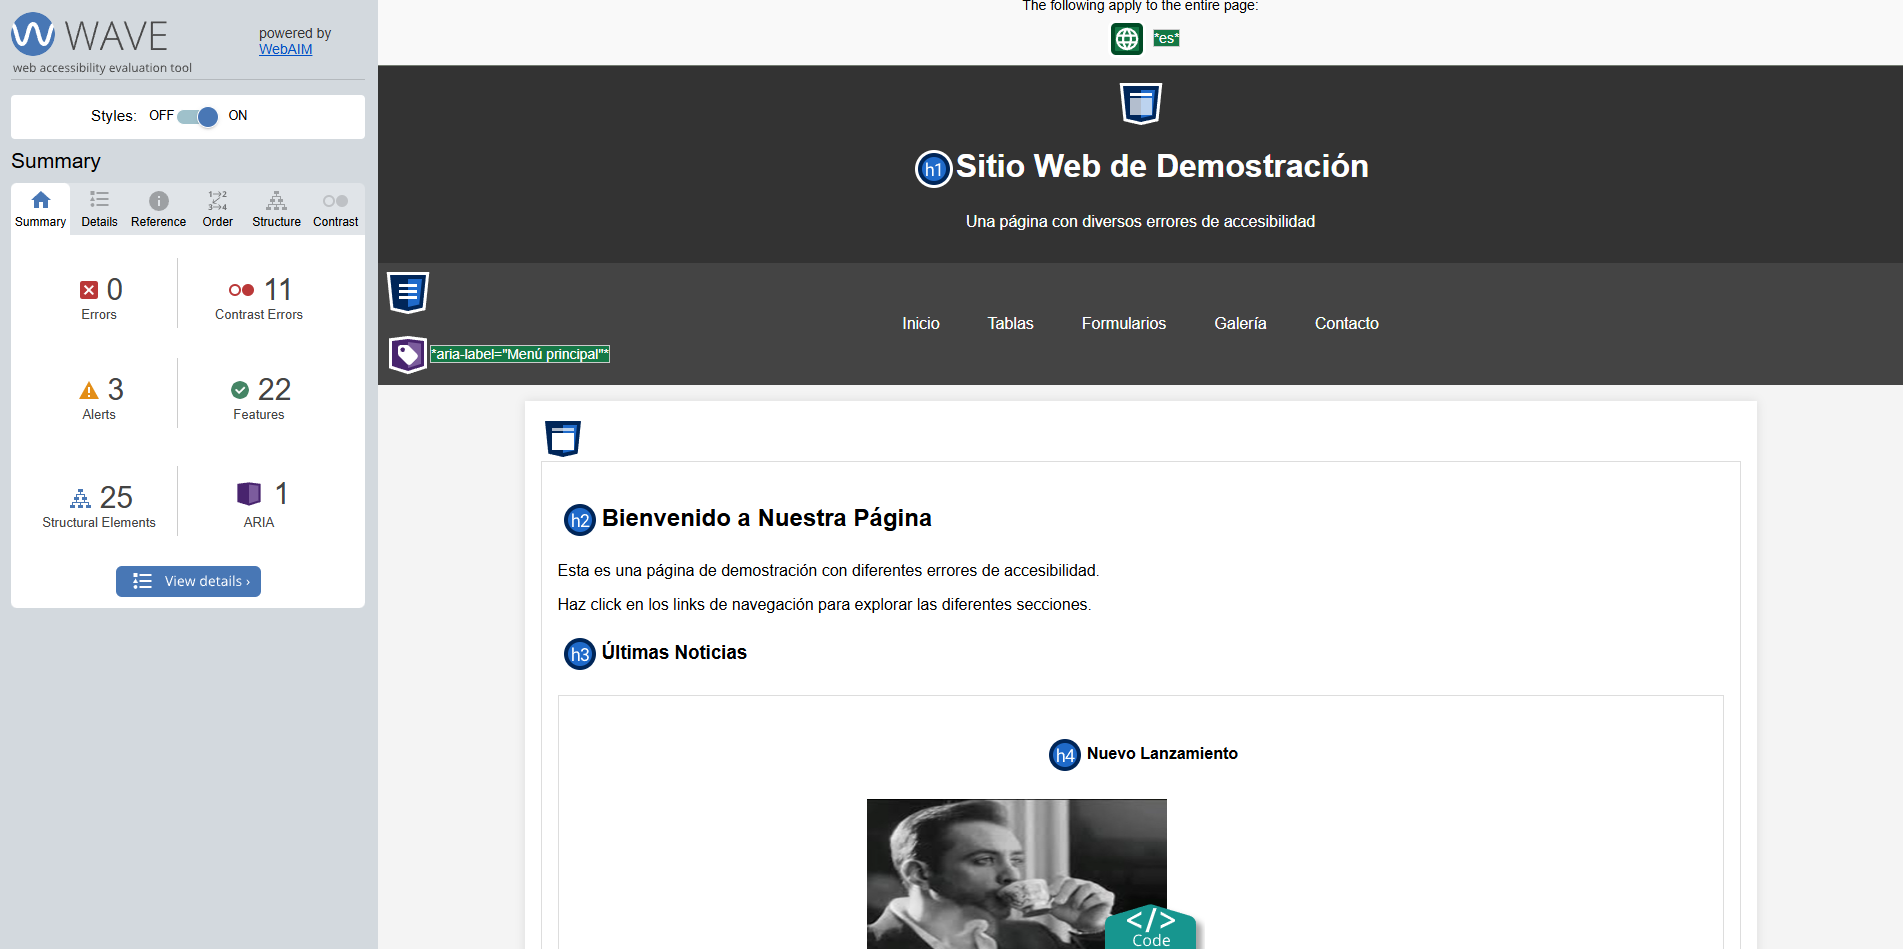 WAVE
powered by
WebAIM
web accessibility evaluation tool
Styles: OFF ON
Summary
Summary Details Reference Order Structure Contrast
0
Errors
11
Contrast Errors
3
Alerts
22
Features
25
Structural Elements
1
ARIA
View details ›
The following apply to the entire page:
*es*
h1 Sitio Web de Demostración
Una página con diversos errores de accesibilidad
Inicio Tablas Formularios Galería Contacto
*aria-label="Menú principal"*
h2 Bienvenido a Nuestra Página
Esta es una página de demostración con diferentes errores de accesibilidad.
Haz click en los links de navegación para explorar las diferentes secciones.
h3 Últimas Noticias
h4 Nuevo Lanzamiento
</>
Code